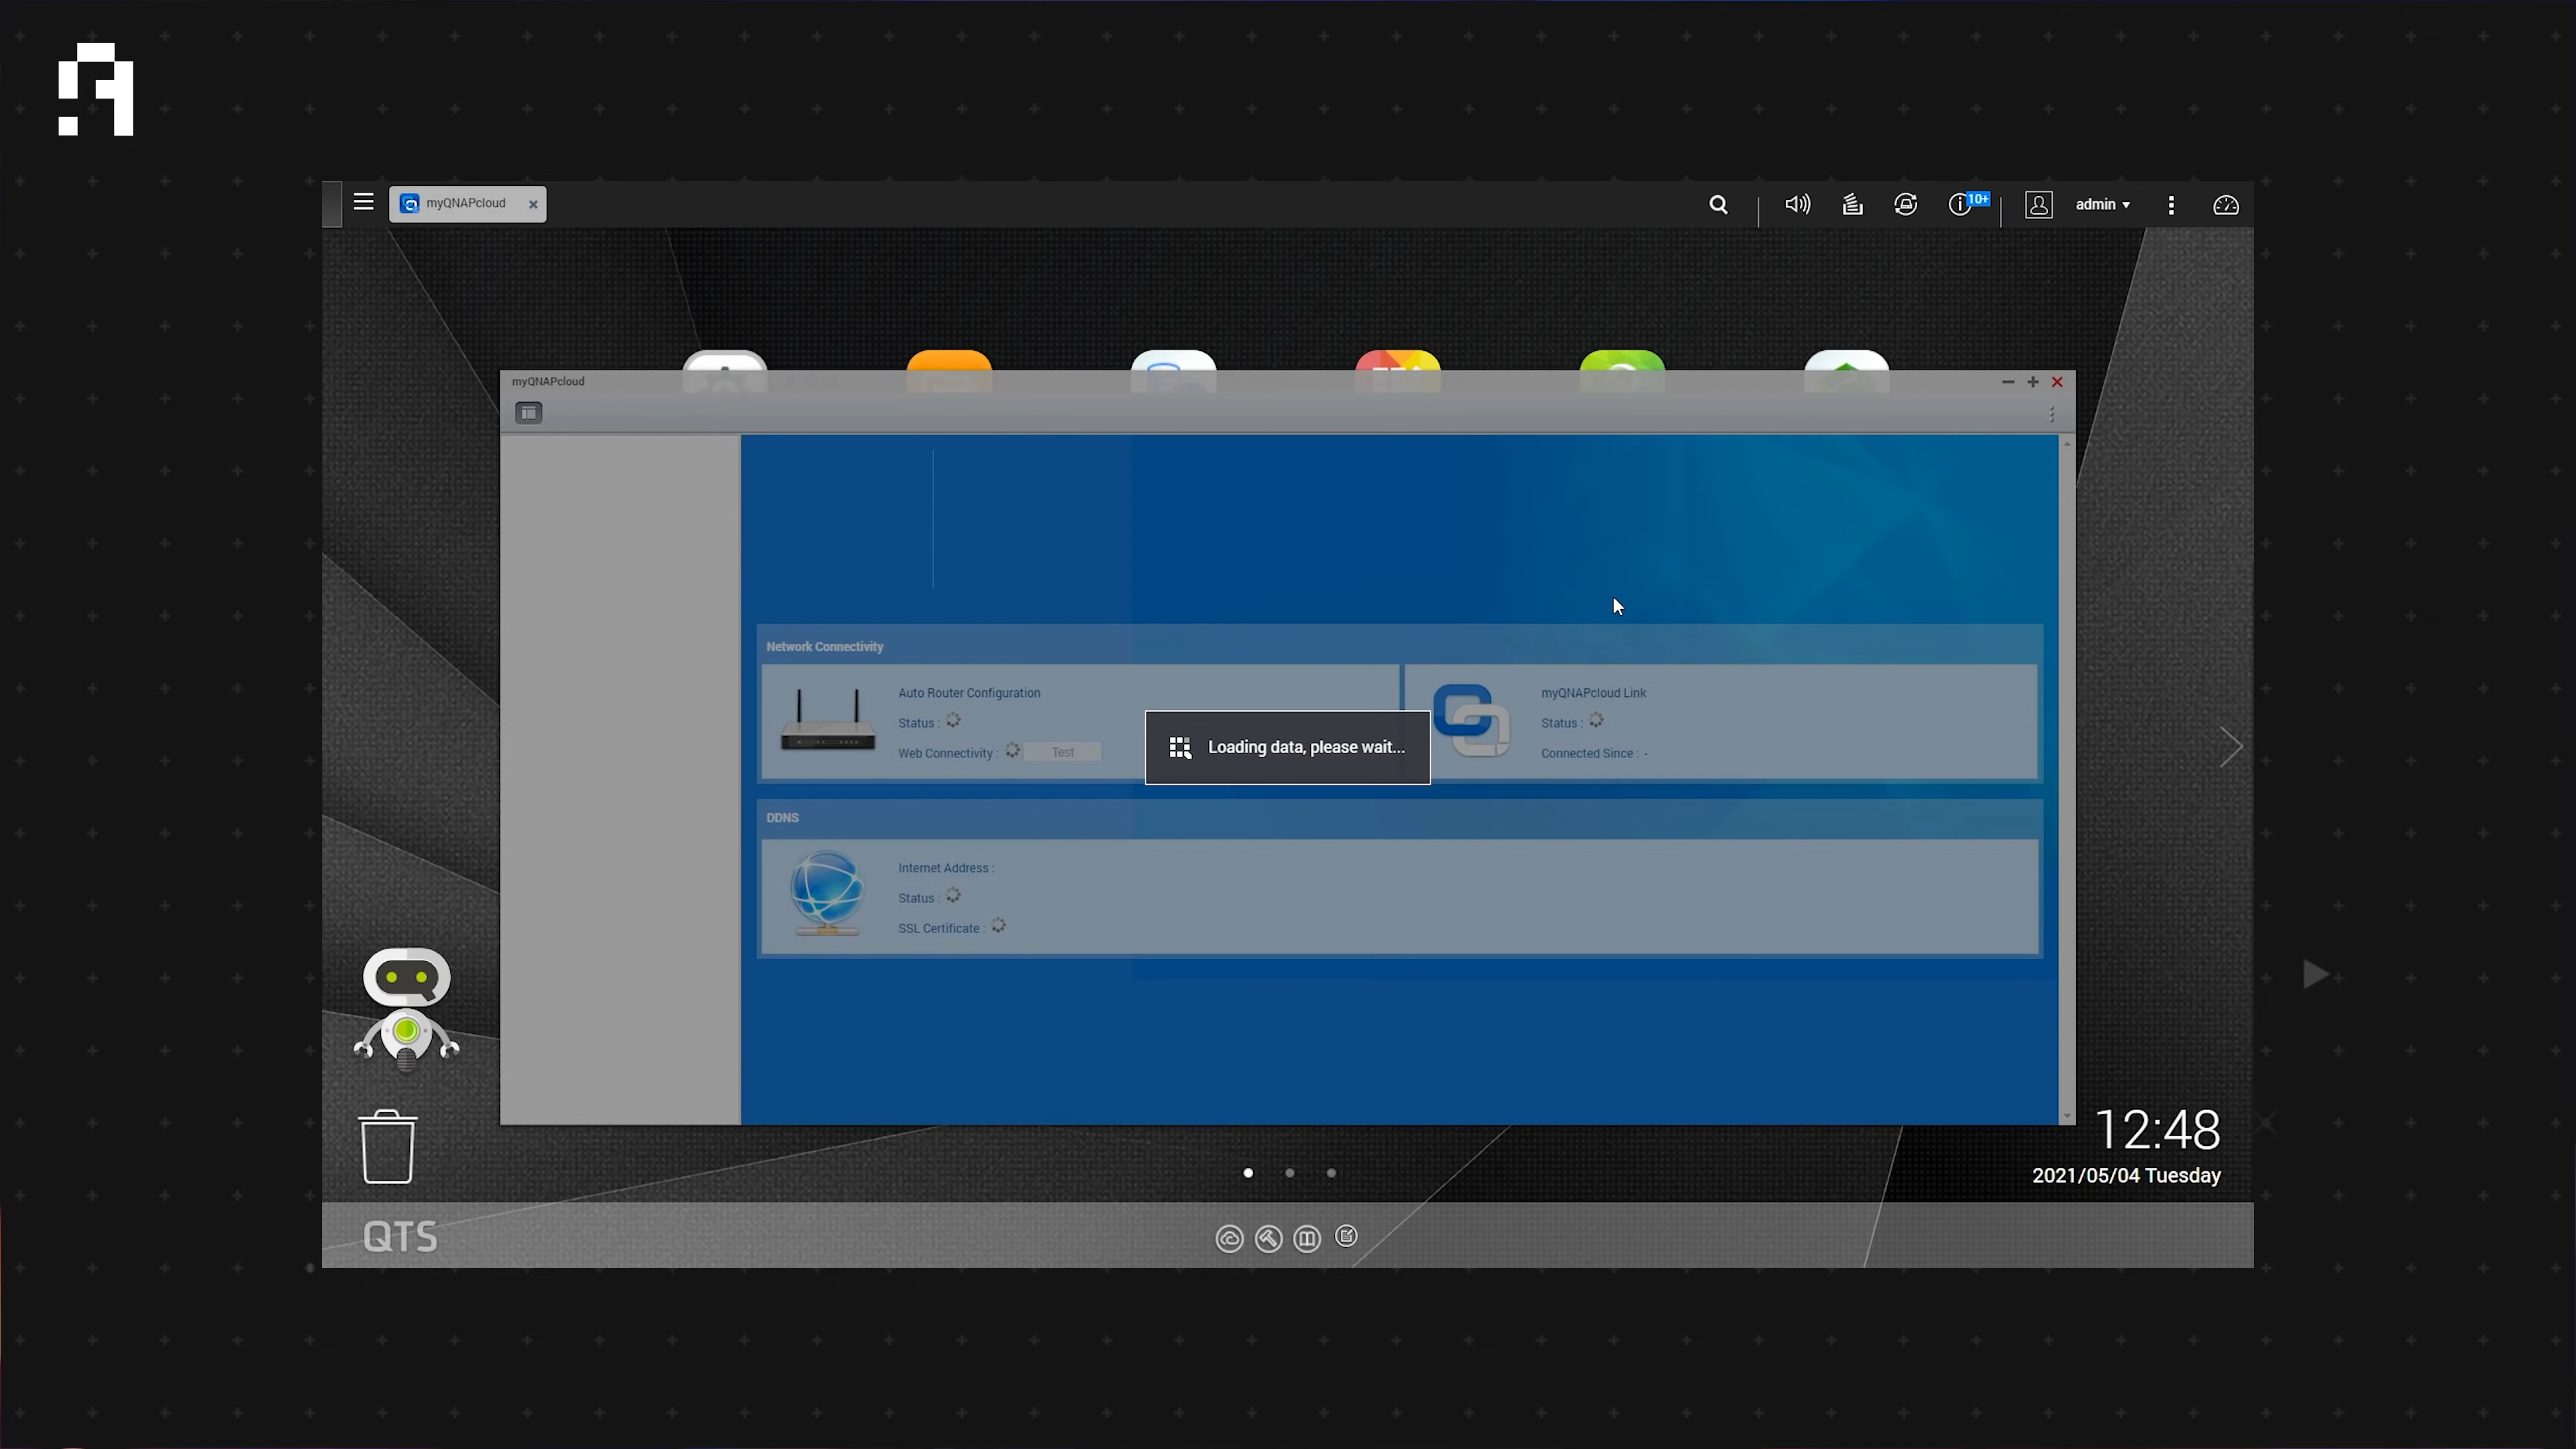 myQNAPcloud
10+
admin
myQNAPcloud
Network Connectivity
Auto Router Configuration
Status :
Web Connectivity :
Test
myQNAPcloud Link
Status :
Connected Since : -
Loading data, please wait...
DDNS
Internet Address :
Status :
SSL Certificate :
12:48
2021/05/04 Tuesday
QTS